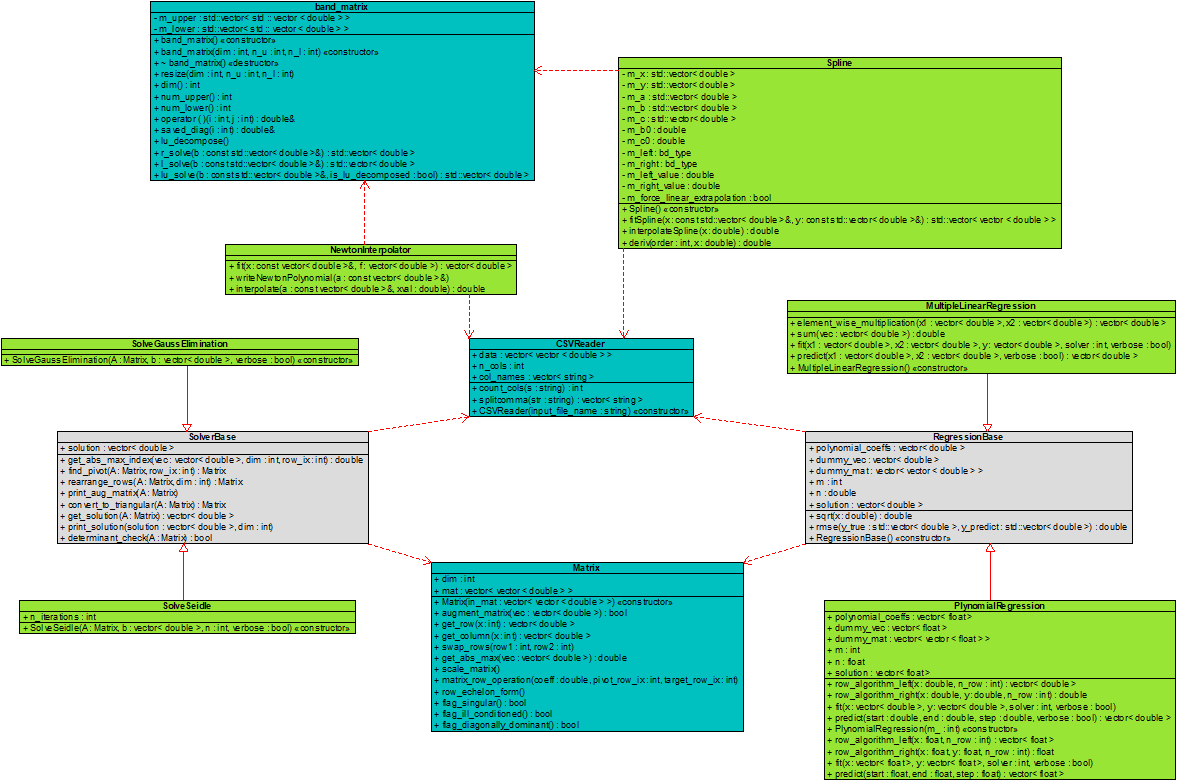 band_matrix
- m_upper : std::vector< std :: vector < double > >
- m_lower : std::vector< std :: vector < double > >
+ band_matrix() «constructor»
+ band_matrix(dim : int, n_u : int, n_l : int) «constructor»
+ ~ band_matrix() «destructor»
+ resize(dim : int, n_u : int, n_l : int)
+ dim() : int
+ num_upper() : int
+ num_lower() : int
+ operator ( )(i : int, j : int) : double&
+ saved_diag(i : int) : double&
+ lu_decompose()
+ r_solve(b : const std::vector< double >&) : std::vector< double >
+ l_solve(b : const std::vector< double >&) : std::vector< double >
+ lu_solve(b : const std::vector< double >&, is_lu_decomposed : bool) : std::vector< double >
Spline
- m_x : std::vector< double >
- m_y : std::vector< double >
- m_a : std::vector< double >
- m_b : std::vector< double >
- m_c : std::vector< double >
- m_b0 : double
- m_c0 : double
- m_left : bd_type
- m_right : bd_type
- m_left_value : double
- m_right_value : double
- m_force_linear_extrapolation : bool
+ Spline() «constructor»
+ fitSpline(x : const std::vector< double >&, y : const std::vector< double >&) : std::vector< vector < double > >
+ interpolateSpline(x : double) : double
+ deriv(order : int, x : double) : double
NewtonInterpolator
+ fit(x : const vector< double >&, f : vector< double >) : vector< double >
+ writeNewtonPolynomial(a : const vector< double >&)
+ interpolate(a : const vector< double >&, xval : double) : double
MultipleLinearRegression
+ element_wise_multiplication(x1 : vector< double >, x2 : vector< double >) : vector< double >
+ sum(vec : vector< double >) : double
+ fit(x1 : vector< double >, x2 : vector< double >, y : vector< double >, solver : int, verbose : bool)
+ predict(x1 : vector< double >, x2 : vector< double >, verbose : bool) : vector< double >
+ MultipleLinearRegression() «constructor»
SolveGaussElimination
+ SolveGaussElimination(A : Matrix, b : vector< double >, verbose : bool) «constructor»
CSVReader
+ data : vector< vector < double > >
+ n_cols : int
+ col_names : vector< string >
+ count_cols(s : string) : int
+ splitcomma(str : string) : vector< string >
+ CSVReader(input_file_name : string) «constructor»
SolverBase
+ solution : vector< double >
+ get_abs_max_index(vec : vector< double >, dim : int, row_ix : int) : double
+ find_pivot(A : Matrix, row_ix : int) : Matrix
+ rearrange_rows(A : Matrix, dim : int) : Matrix
+ print_aug_matrix(A : Matrix)
+ convert_to_triangular(A : Matrix) : Matrix
+ get_solution(A : Matrix) : vector< double >
+ print_solution(solution : vector< double >, dim : int)
+ determinant_check(A : Matrix) : bool
RegressionBase
+ polynomial_coeffs : vector< double >
+ dummy_vec : vector< double >
+ dummy_mat : vector< vector < double > >
+ m : int
+ n : double
+ solution : vector< double >
+ sqrt(x : double) : double
+ rmse(y_true : std::vector< double >, y_predict : std::vector< double >) : double
+ RegressionBase() «constructor»
SolveSeidle
+ n_iterations : int
+ SolveSeidle(A : Matrix, b : vector< double >, n : int, verbose : bool) «constructor»
Matrix
+ dim : int
+ mat : vector< vector < double > >
+ Matrix(in_mat : vector< vector < double > >) «constructor»
+ augment_matrix(vec : vector< double >) : bool
+ get_row(x : int) : vector< double >
+ get_column(x : int) : vector< double >
+ swap_rows(row1 : int, row2 : int)
+ get_abs_max(vec : vector< double >) : double
+ scale_matrix()
+ matrix_row_operation(coeff : double, pivot_row_ix : int, target_row_ix : int)
+ row_echelon_form()
+ flag_singular() : bool
+ flag_ill_conditioned() : bool
+ flag_diagonally_dominant() : bool
PlynomialRegression
+ polynomial_coeffs : vector< float >
+ dummy_vec : vector< float >
+ dummy_mat : vector< vector < float > >
+ m : int
+ n : float
+ solution : vector< float >
+ row_algorithm_left(x : double, n_row : int) : vector< double >
+ row_algorithm_right(x : double, y : double, n_row : int) : double
+ fit(x : vector< double >, y : vector< double >, solver : int, verbose : bool)
+ predict(start : double, end : double, step : double, verbose : bool) : vector< double >
+ PlynomialRegression(m_ : int) «constructor»
+ row_algorithm_left(x : float, n_row : int) : vector< float >
+ row_algorithm_right(x : float, y : float, n_row : int) : float
+ fit(x : vector< float >, y : vector< float >, solver : int, verbose : bool)
+ predict(start : float, end : float, step : float) : vector< float >